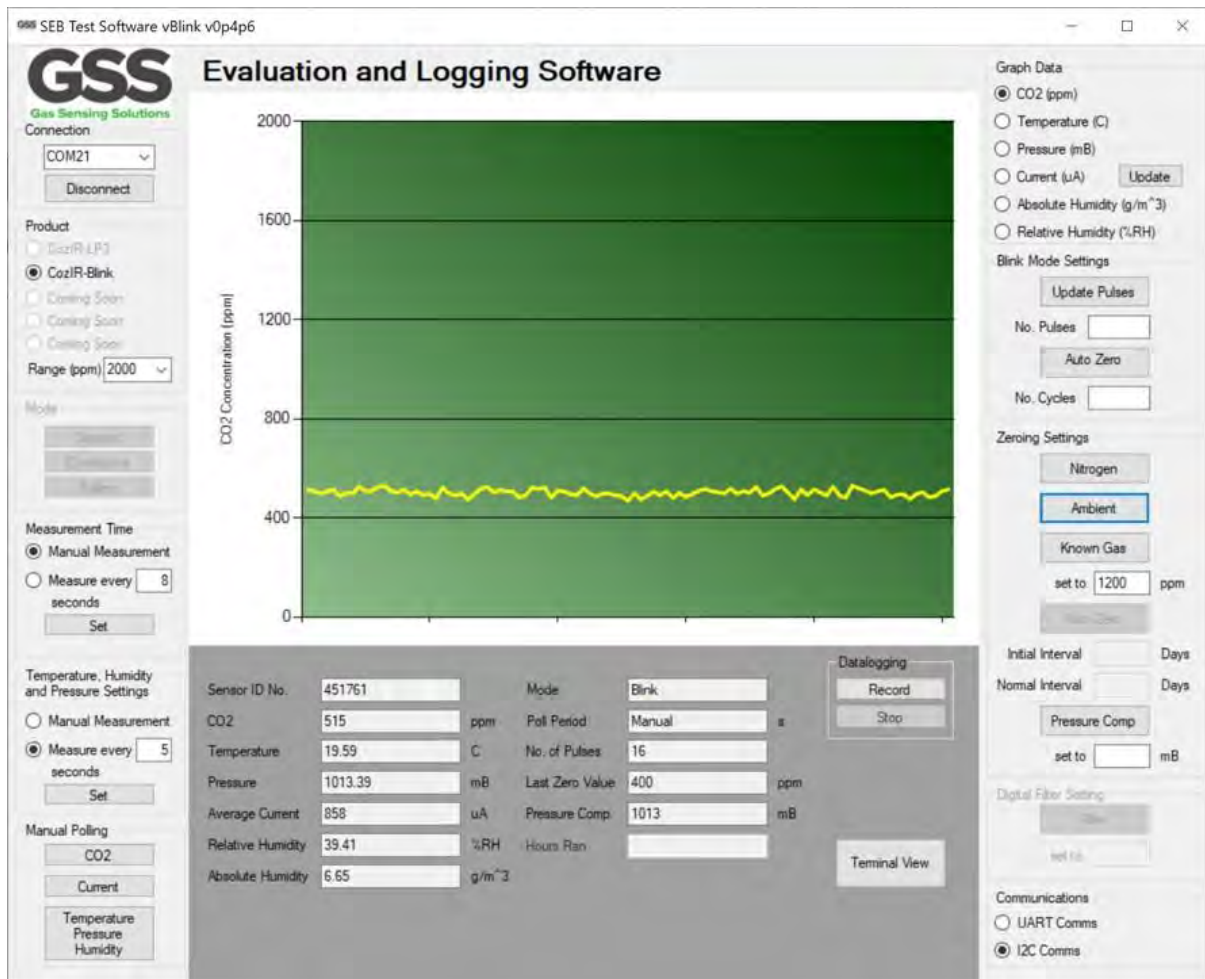 GSS SEB Test Software vBlink v0p4p6
GSS
Gas Sensing Solutions
Evaluation and Logging Software
Connection
COM21
Disconnect
Product
CozIR-LP3
CozIR-Blink
Coming Soon
Coming Soon
Coming Soon
Range (ppm) 2000
Mode
Measurement Time
Manual Measurement
Measure every 8
seconds
Set
Temperature, Humidity
and Pressure Settings
Manual Measurement
Measure every 5
seconds
Set
Manual Polling
CO2
Current
Temperature
Pressure
Humidity
CO2 Concentration (ppm)
2000
1600
1200
800
400
0
Sensor ID No. 451761
CO2 515 ppm
Temperature 19.59 C
Pressure 1013.39 mB
Average Current 858 uA
Relative Humidity 39.41 %RH
Absolute Humidity 6.65 g/m^3
Mode Blink
Poll Period Manual s
No. of Pulses 16
Last Zero Value 400 ppm
Pressure Comp. 1013 mB
Hours Ran
Datalogging
Record
Stop
Terminal View
Graph Data
CO2 (ppm)
Temperature (C)
Pressure (mB)
Current (uA) Update
Absolute Humidity (g/m^3)
Relative Humidity (%RH)
Blink Mode Settings
Update Pulses
No. Pulses
Auto Zero
No. Cycles
Zeroing Settings
Nitrogen
Ambient
Known Gas
set to 1200 ppm
Auto Zero
Initial Interval Days
Normal Interval Days
Pressure Comp
set to mB
Digital Filter Setting
set to
Communications
UART Comms
I2C Comms